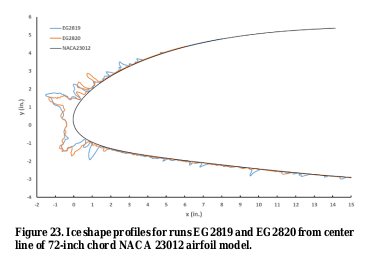 6
5
4
3
2
1
0
-1
-2
-3
-4
y (in.)
EG2819
EG2820
NACA23012
-2 -1 0 1 2 3 4 5 6 7 8 9 10 11 12 13 14 15
x (in.)
Figure 23. Ice shape profiles for runs EG2819 and EG2820 from center
line of 72-inch chord NACA 23012 airfoil model.